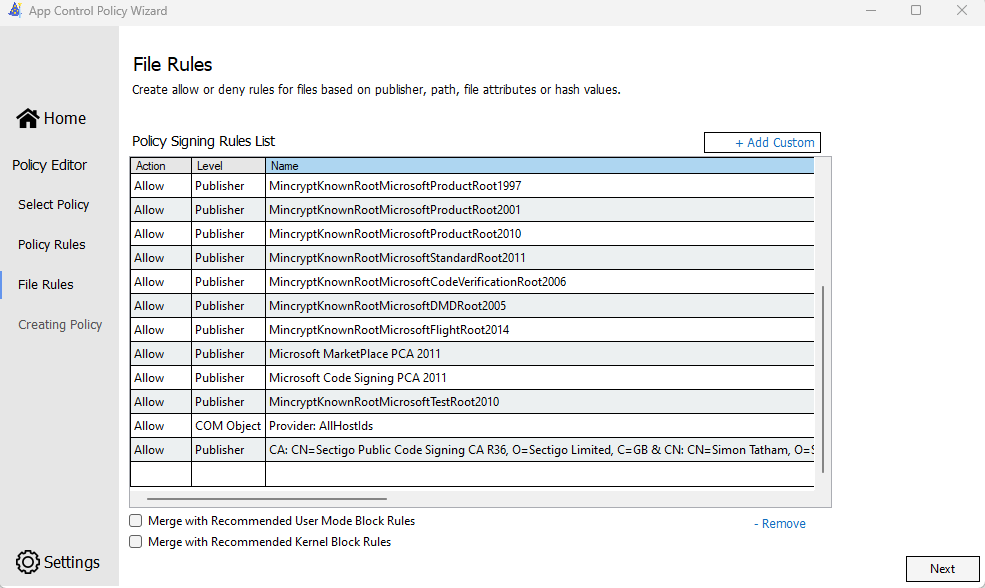 App Control Policy Wizard
File Rules
Create allow or deny rules for files based on publisher, path, file attributes or hash values.
Home
Policy Editor
Select Policy
Policy Rules
File Rules
Creating Policy
Settings
Policy Signing Rules List
+ Add Custom
Action Level Name
Allow Publisher MincryptKnownRootMicrosoftProductRoot1997
Allow Publisher MincryptKnownRootMicrosoftProductRoot2001
Allow Publisher MincryptKnownRootMicrosoftProductRoot2010
Allow Publisher MincryptKnownRootMicrosoftStandardRoot2011
Allow Publisher MincryptKnownRootMicrosoftCodeVerificationRoot2006
Allow Publisher MincryptKnownRootMicrosoftDMDRoot2005
Allow Publisher MincryptKnownRootMicrosoftFlightRoot2014
Allow Publisher Microsoft MarketPlace PCA 2011
Allow Publisher Microsoft Code Signing PCA 2011
Allow Publisher MincryptKnownRootMicrosoftTestRoot2010
Allow COM Object Provider: AllHostIds
Allow Publisher CA: CN=Sectigo Public Code Signing CA R36, O=Sectigo Limited, C=GB & CN: CN=Simon Tatham, O=S
Merge with Recommended User Mode Block Rules
- Remove
Merge with Recommended Kernel Block Rules
Next